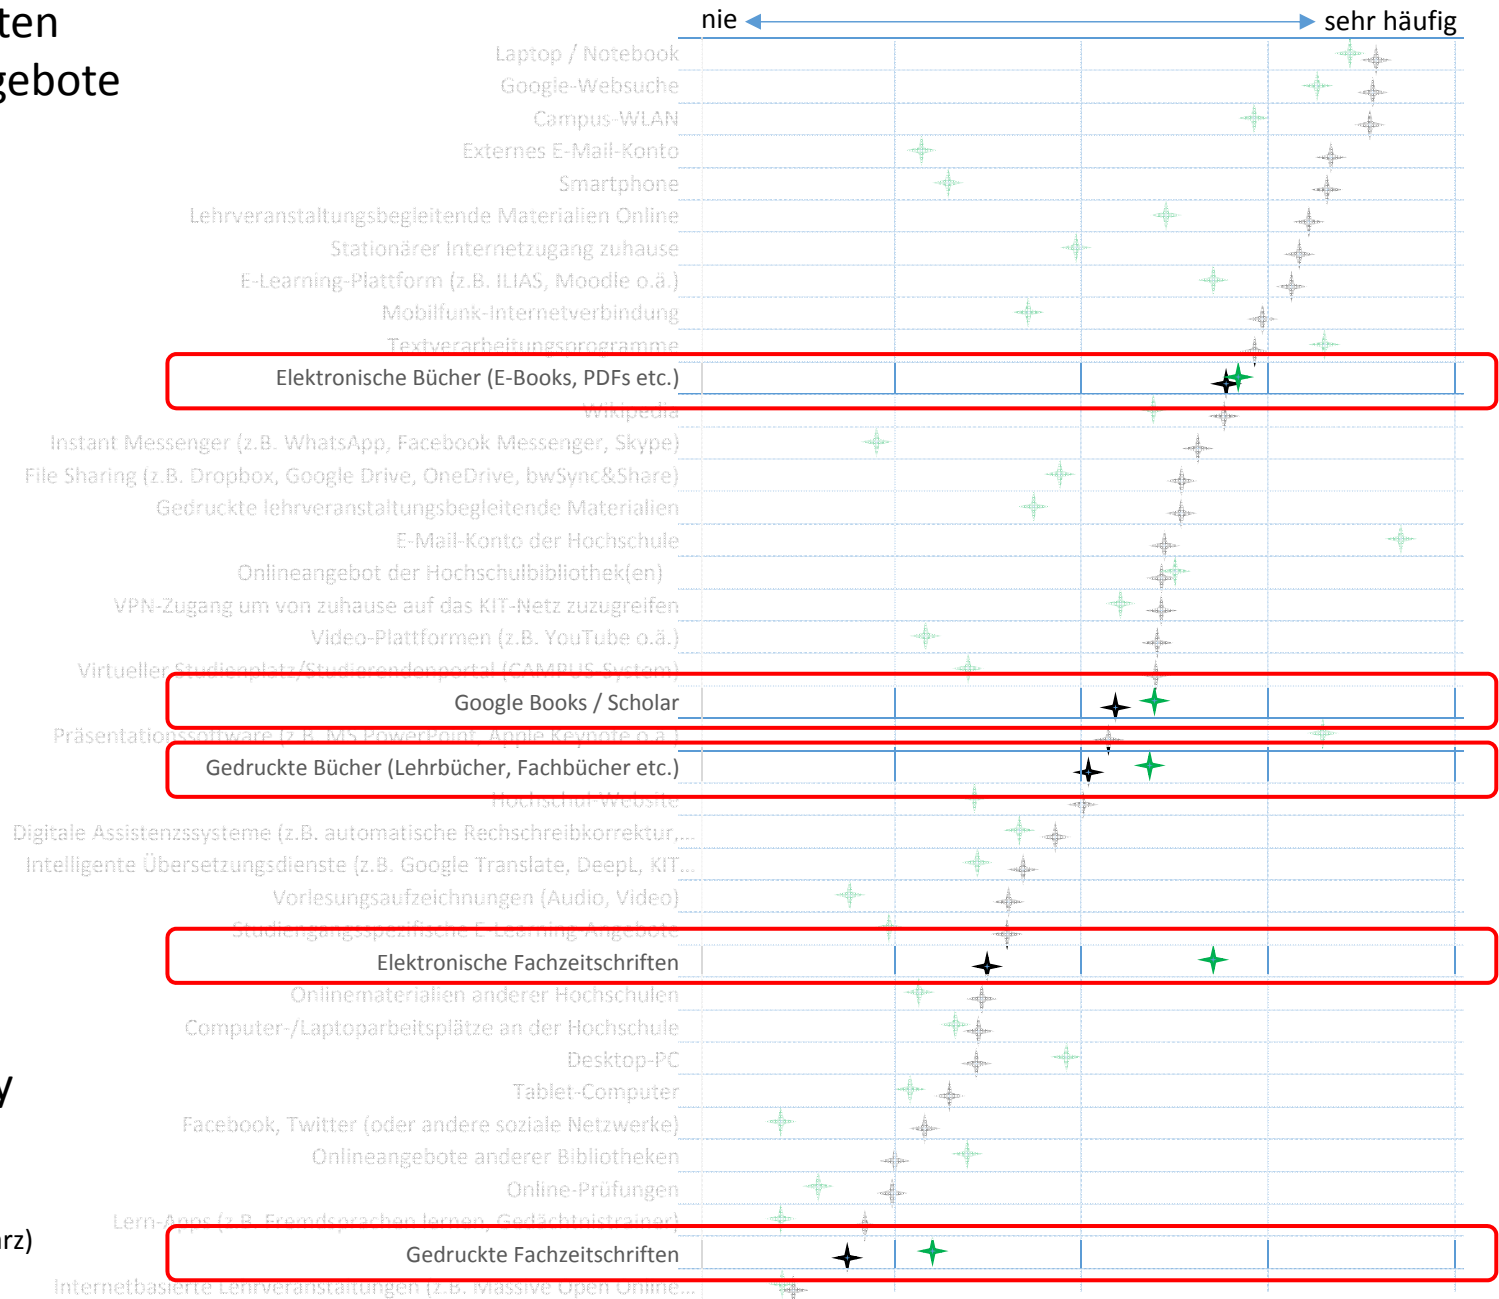 ten
gebote
nie
sehr häufig
Laptop / Notebook
Google-Websuche
Campus-WLAN
Externes E-Mail-Konto
Smartphone
Lehrveranstaltungsbegleitende Materialien Online
Stationärer Internetzugang zuhause
E-Learning-Plattform (z.B. ILIAS, Moodle o.ä.)
Mobilfunk-Internetverbindung
Textverarbeitungsprogramme
Elektronische Bücher (E-Books, PDFs etc.)
Wikipedia
Instant Messenger (z.B. WhatsApp, Facebook Messenger, Skype)
File Sharing (z.B. Dropbox, Google Drive, OneDrive, bwSync&Share)
Gedruckte lehrveranstaltungsbegleitende Materialien
E-Mail-Konto der Hochschule
Onlineangebot der Hochschulbibliothek(en)
VPN-Zugang um von zuhause auf das KIT-Netz zuzugreifen
Video-Plattformen (z.B. YouTube o.ä.)
Virtueller Studienplatz/Studierendenportal (CAMPUS-System)
Google Books / Scholar
Präsentationssoftware (z.B. MS PowerPoint, Apple Keynote o.ä.)
Gedruckte Bücher (Lehrbücher, Fachbücher etc.)
Hochschul-Website
Digitale Assistenzssysteme (z.B. automatische Rechschreibkorrektur,...
Intelligente Übersetzungsdienste (z.B. Google Translate, DeepL, KIT...
Vorlesungsaufzeichnungen (Audio, Video)
Studiengangsspezifische E-Learning-Angebote
Elektronische Fachzeitschriften
Onlinematerialien anderer Hochschulen
Computer-/Laptoparbeitsplätze an der Hochschule
Desktop-PC
y
Tablet-Computer
Facebook, Twitter (oder andere soziale Netzwerke)
Onlineangebote anderer Bibliotheken
Online-Prüfungen
Lern-Apps (z.B. Fremdsprachen lernen, Gedächtnistrainer)
rz)
Gedruckte Fachzeitschriften
Internetbasierte Lehrveranstaltungen (z.B. Massive Open Online...